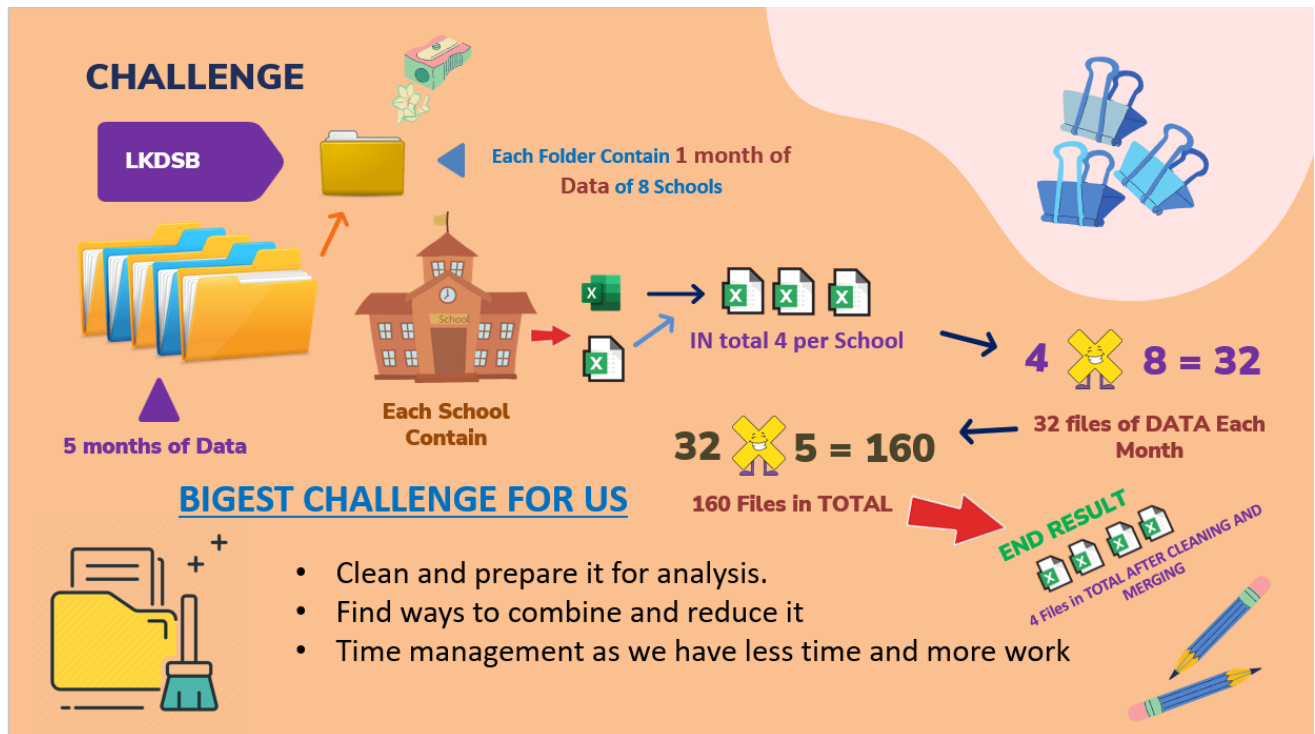 CHALLENGE
LKDSB
Each Folder Contain 1 month of
Data of 8 Schools
5 months of Data
School
Each School
Contain
X
X
X
X
X
IN total 4 per School
4 8 = 32
32 files of DATA Each
Month
32 5 = 160
160 Files in TOTAL
END RESULT
X
X
X
X
4 Files in TOTAL AFTER CLEANING AND
MERGING
BIGEST CHALLENGE FOR US
• Clean and prepare it for analysis.
• Find ways to combine and reduce it
• Time management as we have less time and more work